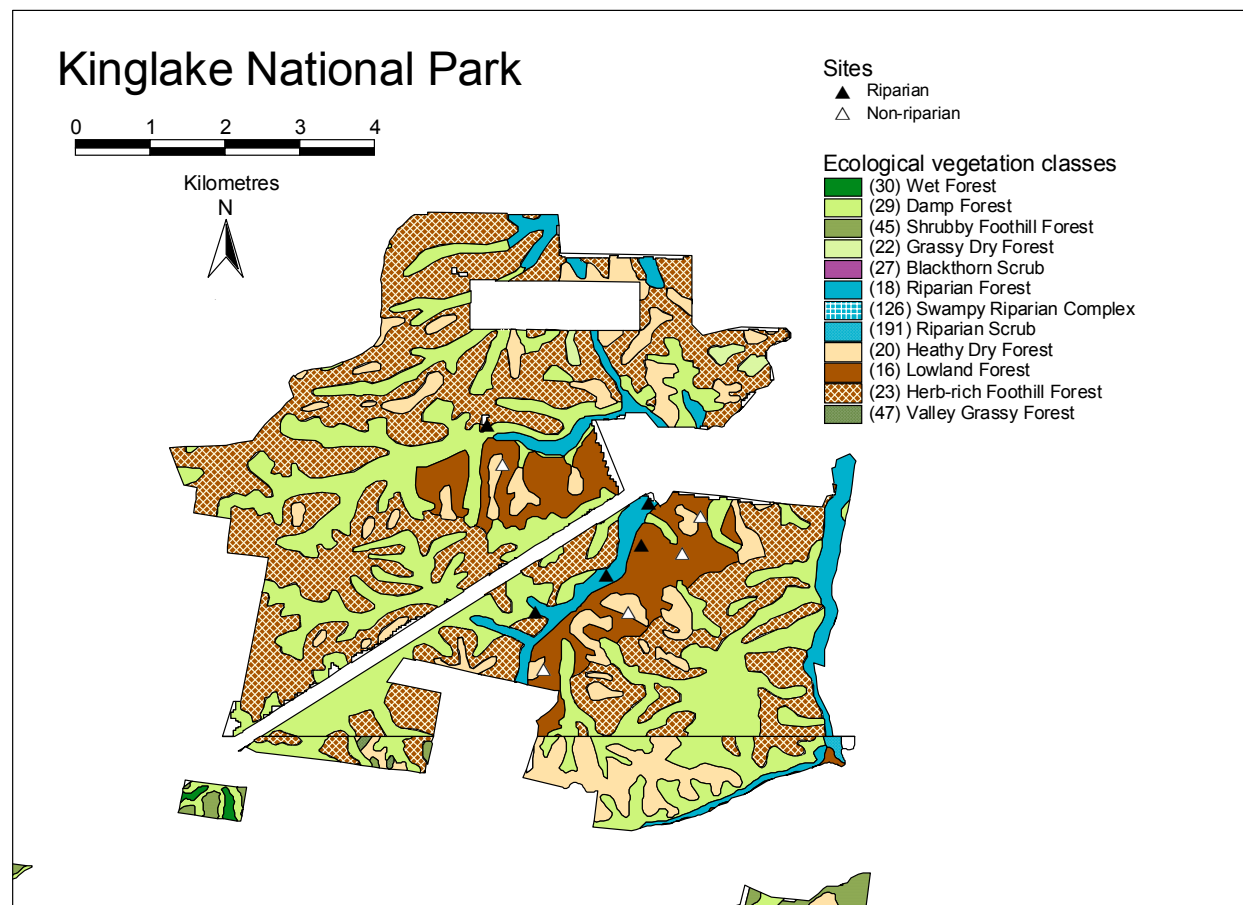 Kinglake National Park
0 1 2 3 4
Kilometres
N
Sites
Riparian
Non-riparian
Ecological vegetation classes
(30) Wet Forest
(29) Damp Forest
(45) Shrubby Foothill Forest
(22) Grassy Dry Forest
(27) Blackthorn Scrub
(18) Riparian Forest
(126) Swampy Riparian Complex
(191) Riparian Scrub
(20) Heathy Dry Forest
(16) Lowland Forest
(23) Herb-rich Foothill Forest
(47) Valley Grassy Forest